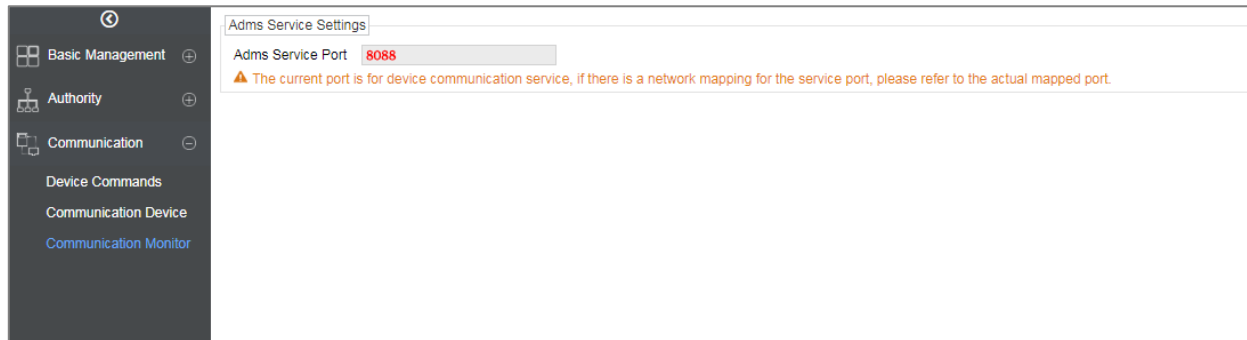 Basic Management
Authority
Communication
Device Commands
Communication Device
Communication Monitor
Adms Service Settings
Adms Service Port 8088
The current port is for device communication service, if there is a network mapping for the service port, please refer to the actual mapped port.